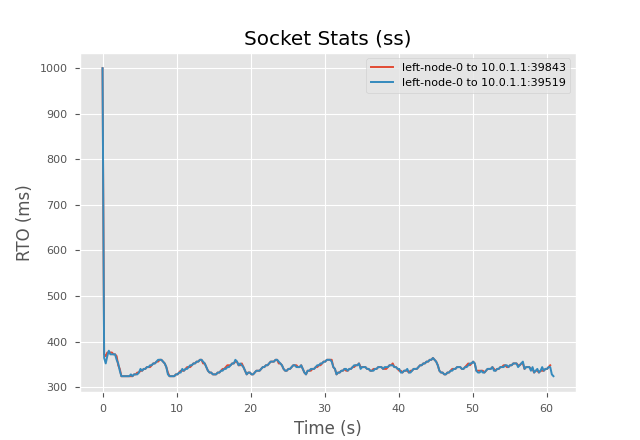 Socket Stats (ss)
left-node-0 to 10.0.1.1:39843
left-node-0 to 10.0.1.1:39519
RTO (ms)
1000
900
800
700
600
500
400
300
0 10 20 30 40 50 60
Time (s)